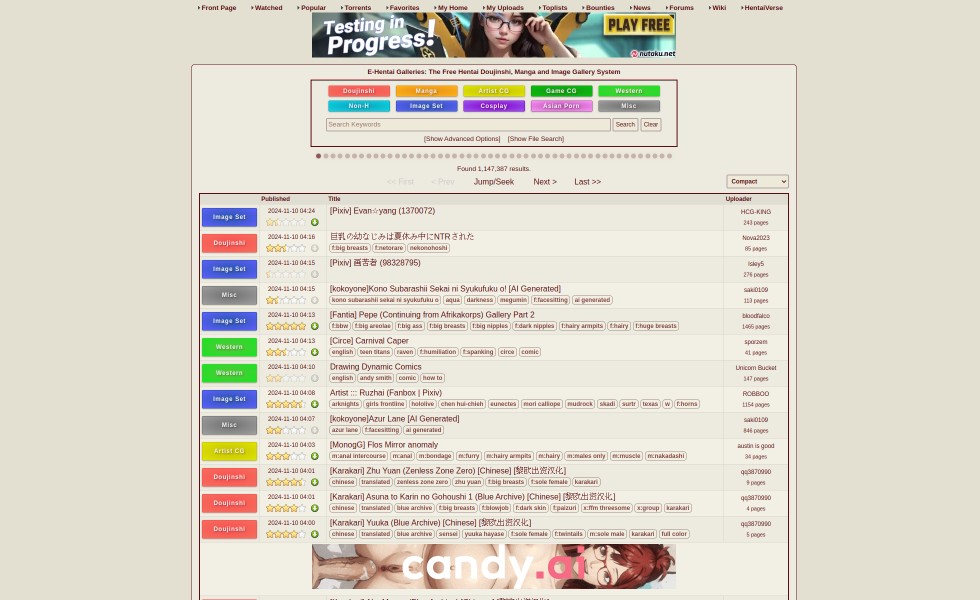 Front Page Watched Popular Torrents Favorites My Home My Uploads Toplists Bounties News Forums Wiki HentaiVerse
Testing in Progress! PLAY FREE
nutaku.net
E-Hentai Galleries: The Free Hentai Doujinshi, Manga and Image Gallery System
Doujinshi Manga Artist CG Game CG Western
Non-H Image Set Cosplay Asian Porn Misc
Search Keywords Search Clear
[Show Advanced Options] [Show File Search]
Found 1,147,387 results.
<< First < Prev Jump/Seek Next > Last >> Compact
Published Title Uploader
Image Set 2024-11-10 04:24 [Pixiv] Evan☆yang (1370072) HCG-KING 243 pages
Doujinshi 2024-11-10 04:16 巨乳の幼なじみは夏休み中にNTRされた Nova2023
f:big breasts f:netorare nekonohoshi 85 pages
Image Set 2024-11-10 04:15 [Pixiv] 画苦者 (98328795) Isley5 276 pages
Misc 2024-11-10 04:15 [kokoyone]Kono Subarashii Sekai ni Syukufuku o! [AI Generated] saki0109
kono subarashii sekai ni syukufuku o aqua darkness megumin f:facesitting ai generated 113 pages
Image Set 2024-11-10 04:13 [Fantia] Pepe (Continuing from Afrikakorps) Gallery Part 2 bloodfalco
f:bbw f:big areolae f:big ass f:big breasts f:big nipples f:dark nipples f:hairy armpits f:hairy f:huge breasts 1465 pages
Western 2024-11-10 04:13 [Circe] Carnival Caper sporzem
english teen titans raven f:humiliation f:spanking circe comic 41 pages
Western 2024-11-10 04:10 Drawing Dynamic Comics Unicorn Bucket
english andy smith comic how to 147 pages
Image Set 2024-11-10 04:08 Artist ::: Ruzhai (Fanbox | Pixiv) ROBBOO
arknights girls frontline hololive chen hui-chieh eunectes mori calliope mudrock skadi surtr texas w f:horns 1154 pages
Misc 2024-11-10 04:07 [kokoyone]Azur Lane [AI Generated] saki0109
azur lane f:facesitting ai generated 846 pages
Artist CG 2024-11-10 04:03 [MonogG] Flos Mirror anomaly austin is good
m:anal intercourse m:anal m:bondage m:furry m:hairy armpits m:hairy m:males only m:muscle m:nakadashi 34 pages
Doujinshi 2024-11-10 04:01 [Karakari] Zhu Yuan (Zenless Zone Zero) [Chinese] [黎欧出资汉化] qq3870990
chinese translated zenless zone zero zhu yuan f:big breasts f:sole female karakari 9 pages
Doujinshi 2024-11-10 04:01 [Karakari] Asuna to Karin no Gohoushi 1 (Blue Archive) [Chinese] [黎欧出资汉化] qq3870990
chinese translated blue archive f:big breasts f:blowjob f:dark skin f:paizuri x:ffm threesome x:group karakari 4 pages
Doujinshi 2024-11-10 04:00 [Karakari] Yuuka (Blue Archive) [Chinese] [黎欧出资汉化] qq3870990
chinese translated blue archive sensei yuuka hayase f:sole female f:twintails m:sole male karakari full color 5 pages
candy.ai